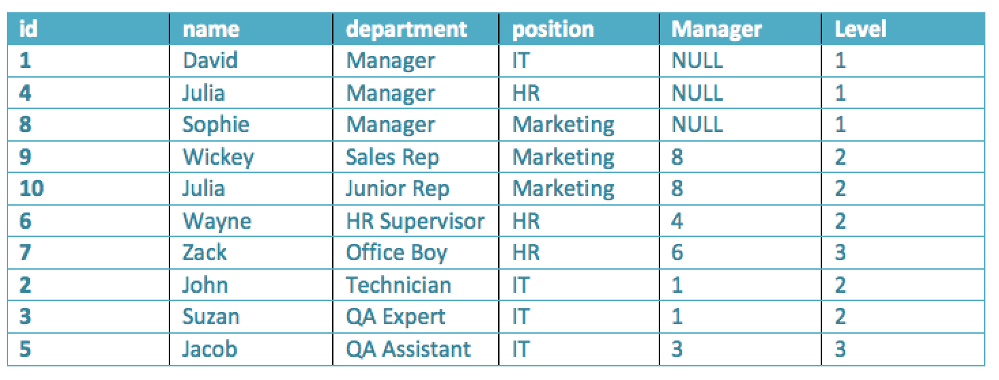 id name department position Manager Level
1 David Manager IT NULL 1
4 Julia Manager HR NULL 1
8 Sophie Manager Marketing NULL 1
9 Wickey Sales Rep Marketing 8 2
10 Julia Junior Rep Marketing 8 2
6 Wayne HR Supervisor HR 4 2
7 Zack Office Boy HR 6 3
2 John Technician IT 1 2
3 Suzan QA Expert IT 1 2
5 Jacob QA Assistant IT 3 3